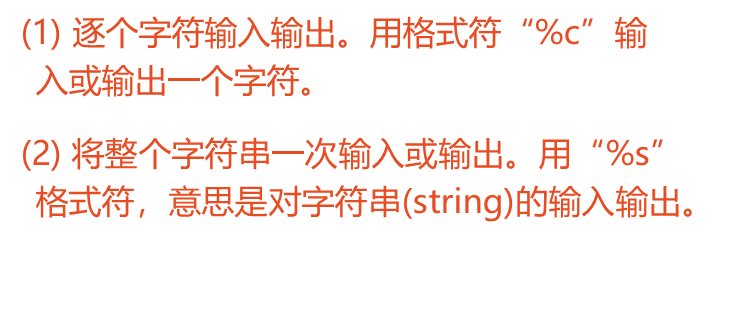 (1) 逐个字符输入输出。用格式符“%c”输
入或输出一个字符。
(2) 将整个字符串一次输入或输出。用“%s”
格式符，意思是对字符串(string)的输入输出。